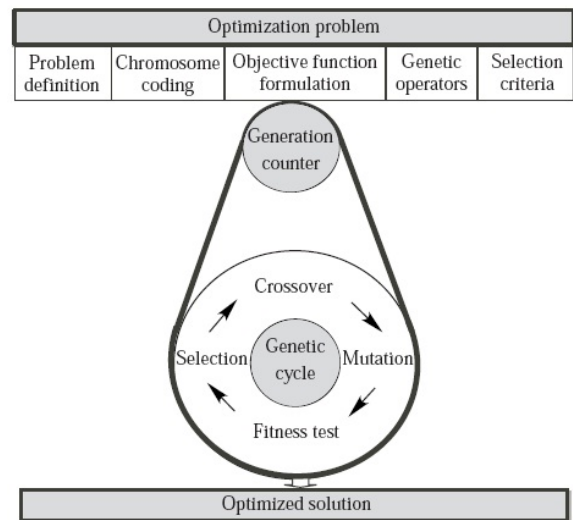 Optimization problem
Problem
definition
Chromosome
coding
Objective function
formulation
Genetic
operators
Selection
criteria
Generation
counter
Crossover
Selection
Genetic
cycle
Mutation
Fitness test
Optimized solution